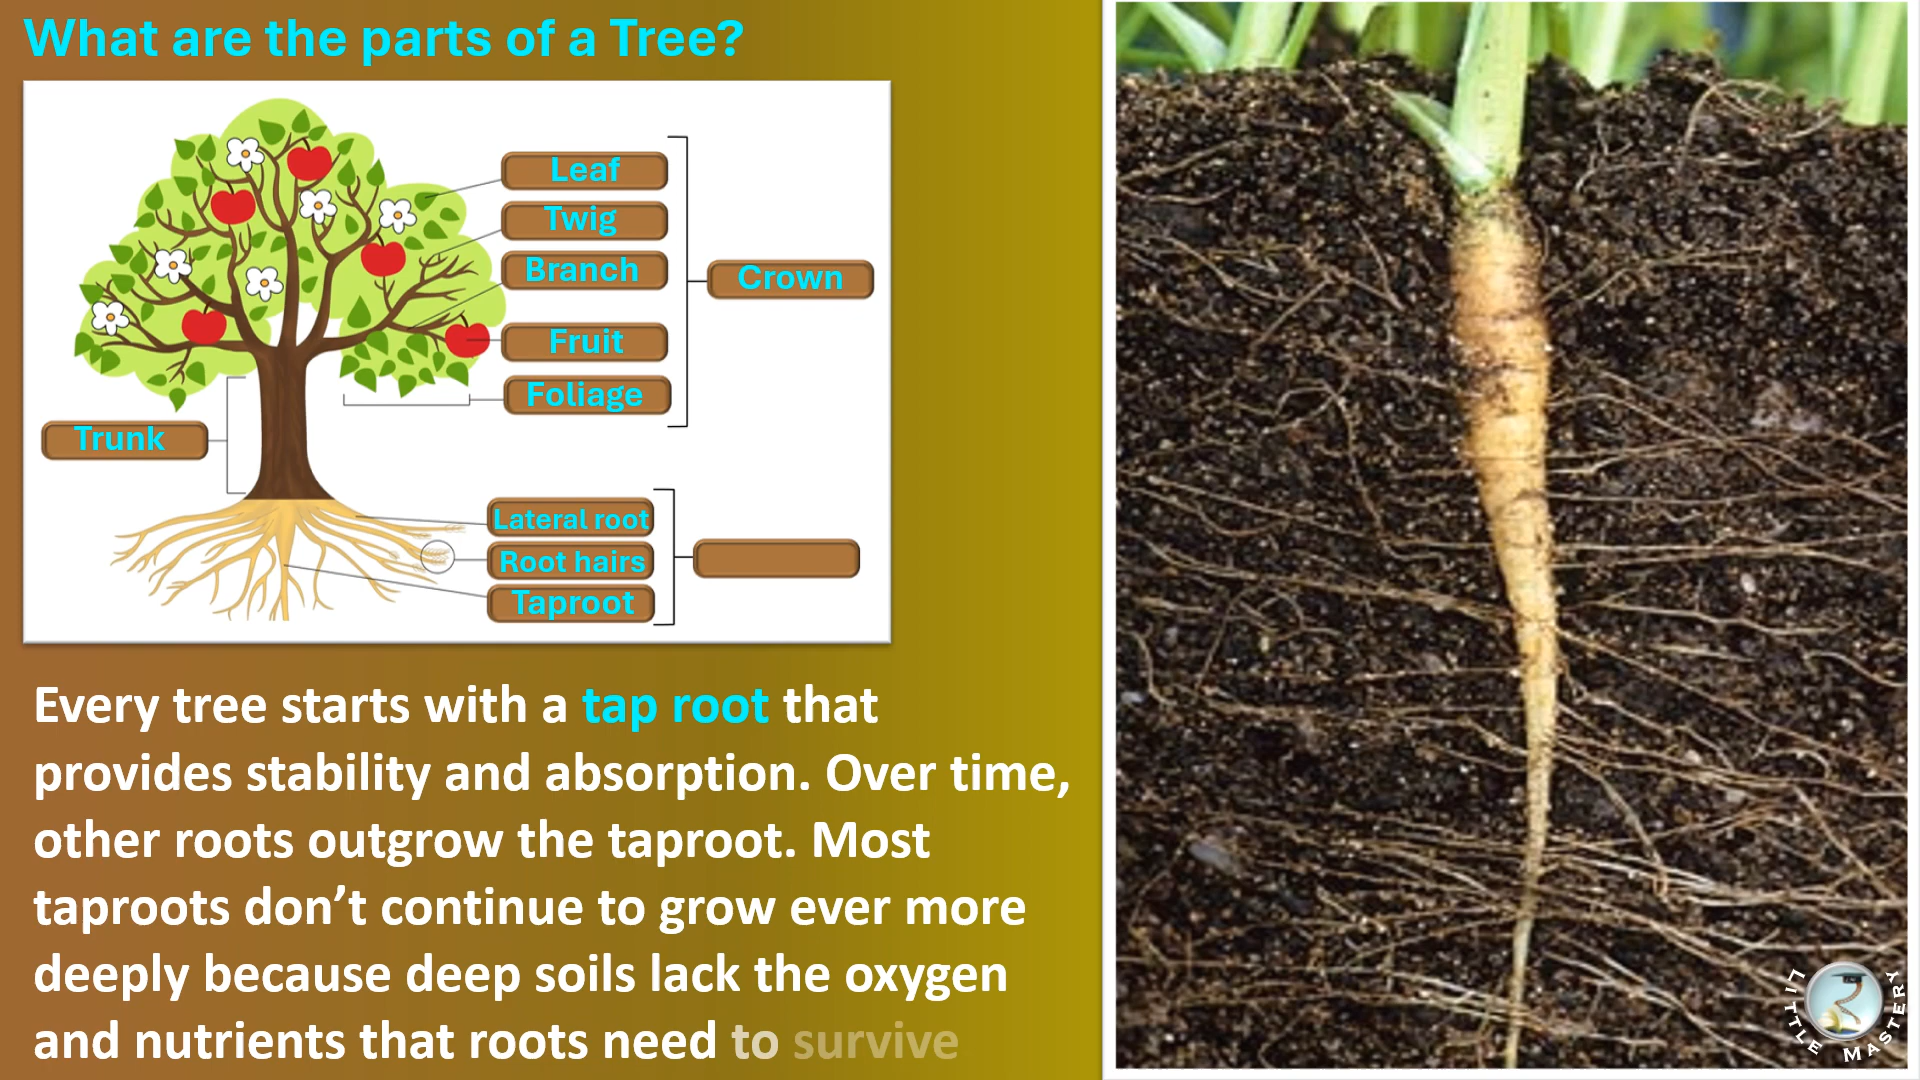 What are the parts of a Tree?
Leaf
Twig
Branch
Fruit
Foliage
Crown
Trunk
Lateral root
Root hairs
Taproot
Every tree starts with a tap root that
provides stability and absorption. Over time,
other roots outgrow the taproot. Most
taproots don’t continue to grow ever more
deeply because deep soils lack the oxygen
and nutrients that roots need to survive
LITTLE MASTERY